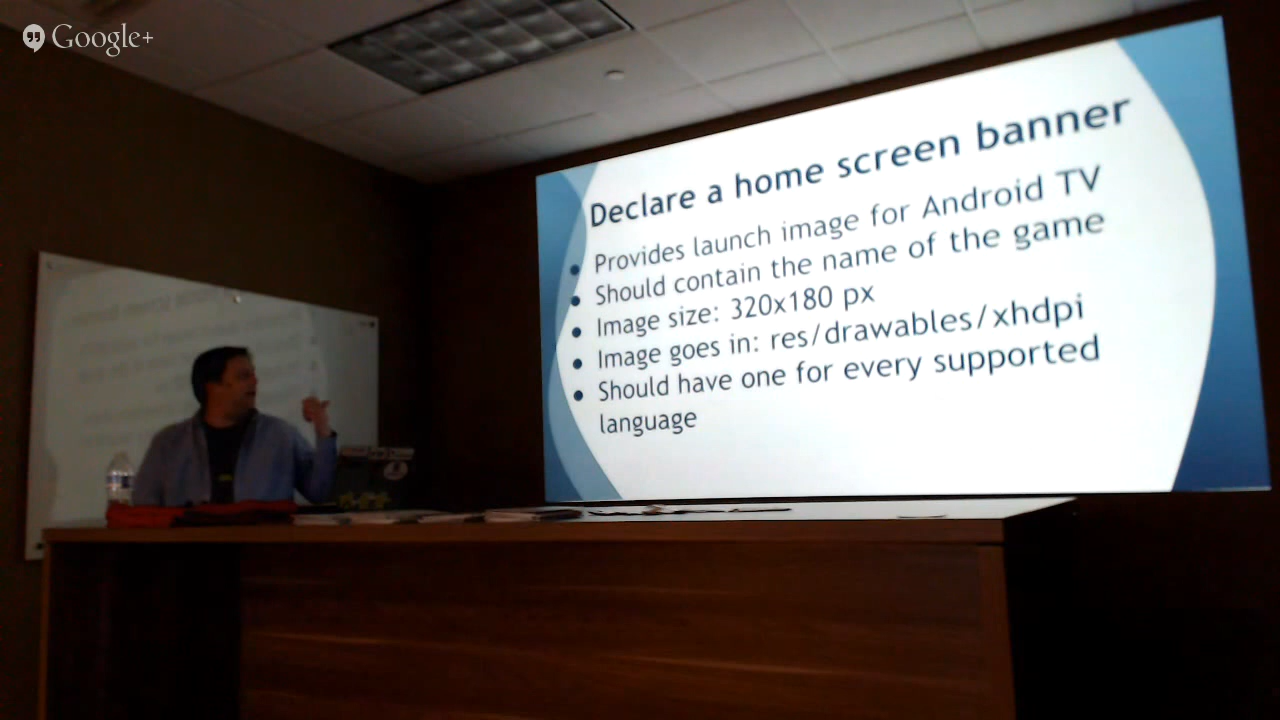 Google+
Declare a home screen banner
Provides launch image for Android TV
Should contain the name of the game
Image size: 320x180 px
Image goes in: res/drawables/xhdpi
Should have one for every supported
language